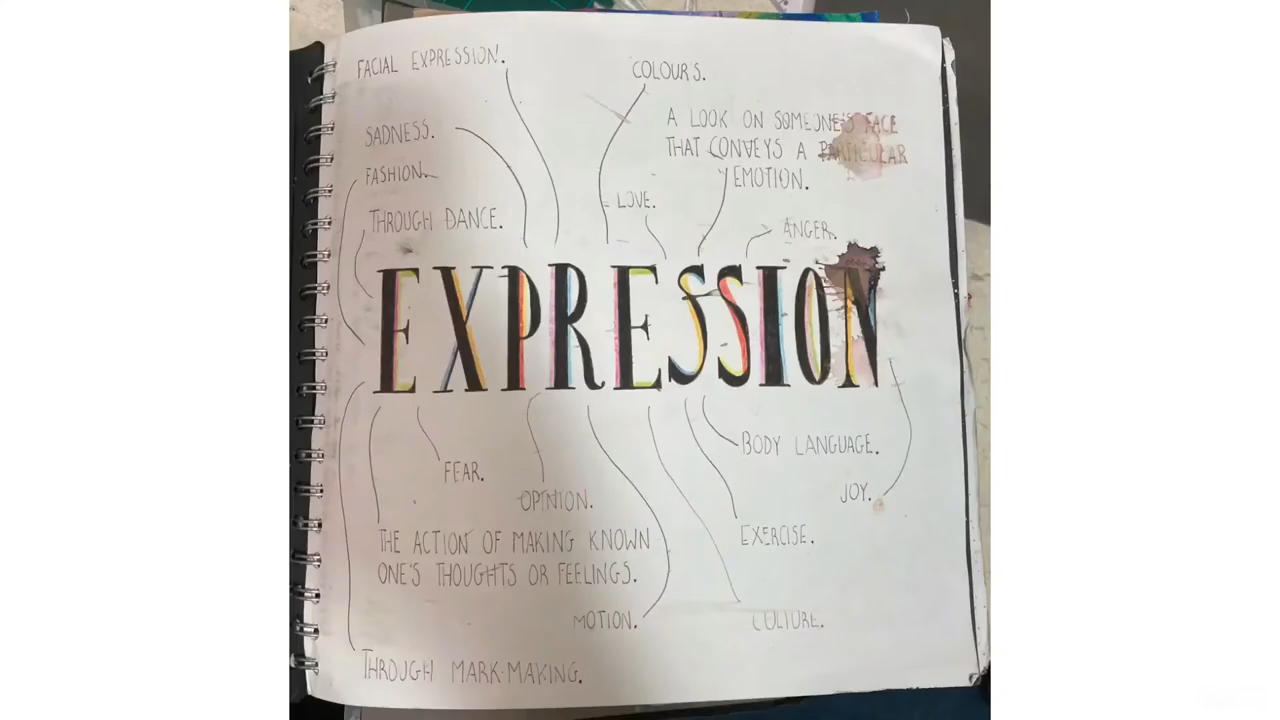 FACIAL EXPRESSION.
COLOUR'S.
A LOOK ON SOMEONE'S FACE
THAT CONVEYS A PARTICULAR
EMOTION.
SADNESS.
FASHION.
LOVE.
THROUGH DANCE.
ANGER.
EXPRESSION
BODY LANGUAGE.
FEAR.
OPINION.
JOY.
THE ACTION OF MAKING KNOWN
ONE'S THOUGHTS OR FEELINGS.
EXERCISE.
MOTION.
CULTURE.
THROUGH MARK-MAKING.